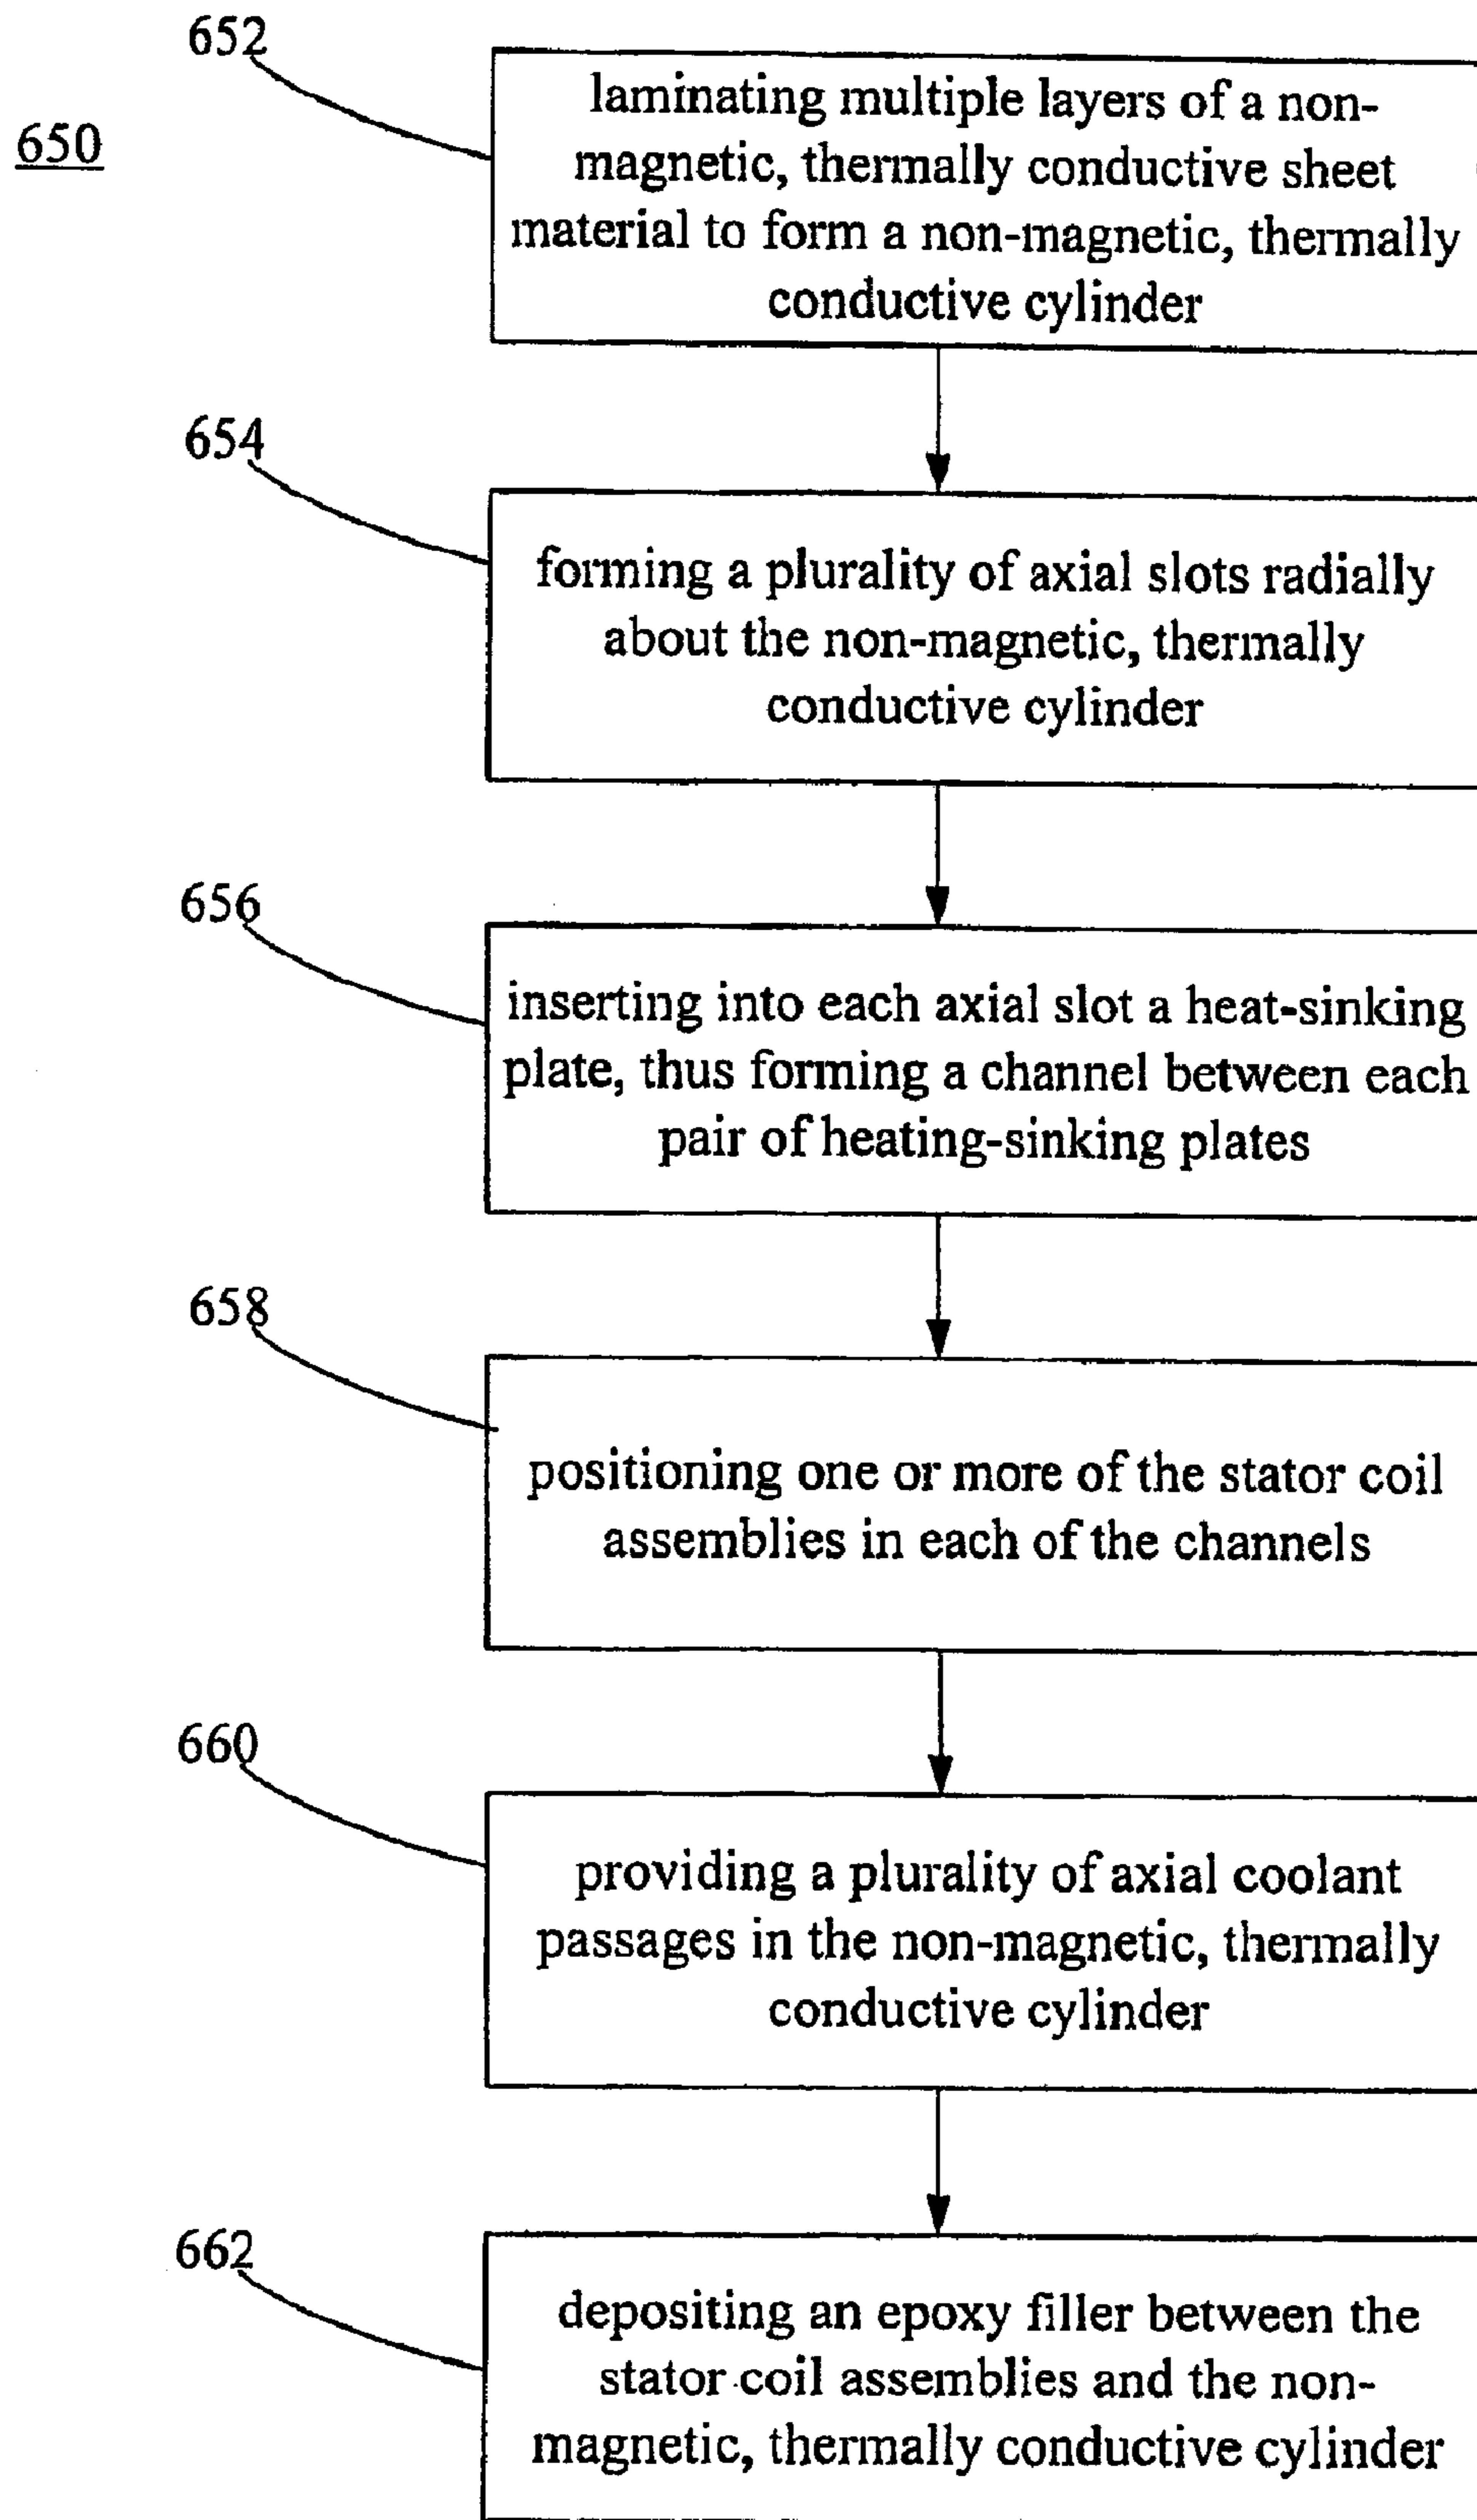 652
650
laminating multiple layers of a non-
magnetic, thermally conductive sheet
material to form a non-magnetic, thermally
conductive cylinder
654
forming a plurality of axial slots radially
about the non-magnetic, thermally
conductive cylinder
656
inserting into each axial slot a heat-sinking
plate, thus forming a channel between each
pair of heating-sinking plates
658
positioning one or more of the stator coil
assemblies in each of the channels
660
providing a plurality of axial coolant
passages in the non-magnetic, thermally
conductive cylinder
662
depositing an epoxy filler between the
stator coil assemblies and the non-
magnetic, thermally conductive cylinder